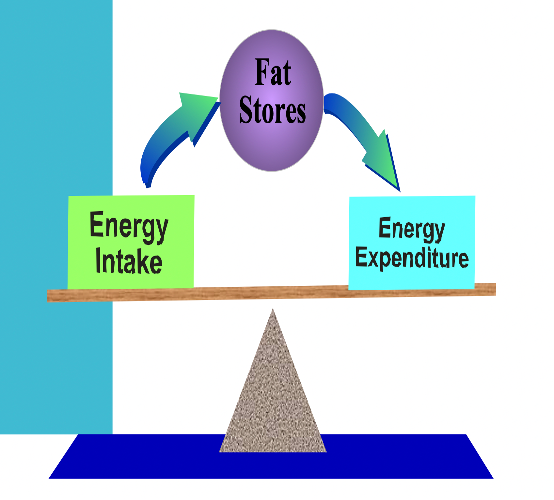 Fat
Stores
Energy
Intake
Energy
Expenditure